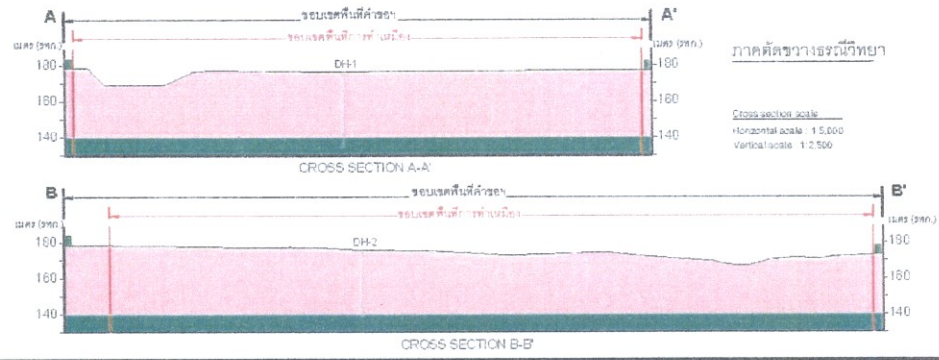 A ขอบเขตพื้นที่คำขอฯ A'
ขอบเขตพื้นที่การทำเหมือง
เมตร (รทก.) เมตร (รทก.)
180 DH-1 180
160 160
140 140
CROSS SECTION A-A'
ภาคตัดขวางธรณีวิทยา
Cross section scale
Horizontal scale : 1:5,000
Vertical scale : 1:2,500
B ขอบเขตพื้นที่คำขอฯ B'
ขอบเขตพื้นที่การทำเหมือง
เมตร (รทก.) เมตร (รทก.)
180 DH-2 180
160 160
140 140
CROSS SECTION B-B'